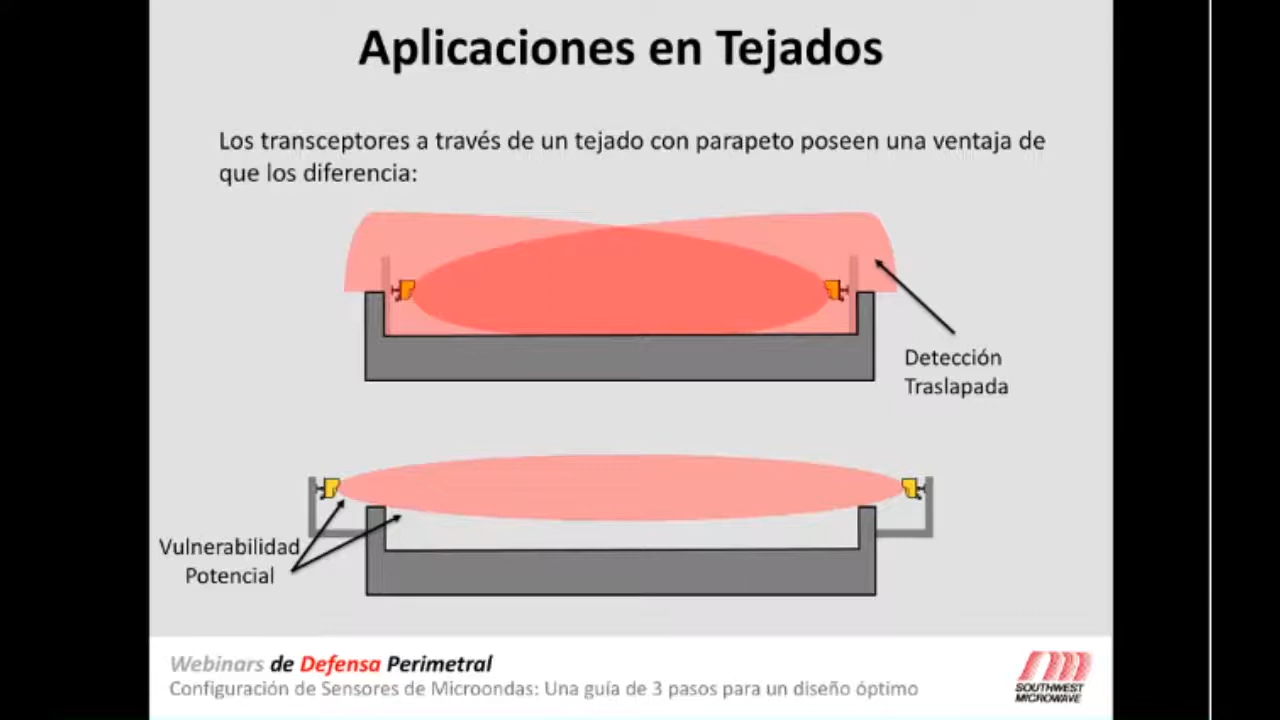 Aplicaciones en Tejados
Los transceptores a través de un tejado con parapeto poseen una ventaja de
que los diferencia:
Detección
Traslapada
Vulnerabilidad
Potencial
Webinars de Defensa Perimetral
Configuración de Sensores de Microondas: Una guía de 3 pasos para un diseño óptimo
SOUTHWEST
MICROWAVE